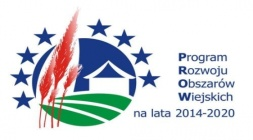 Program
Rozwoju
Obszarów
Wiejskich
na lata 2014-2020